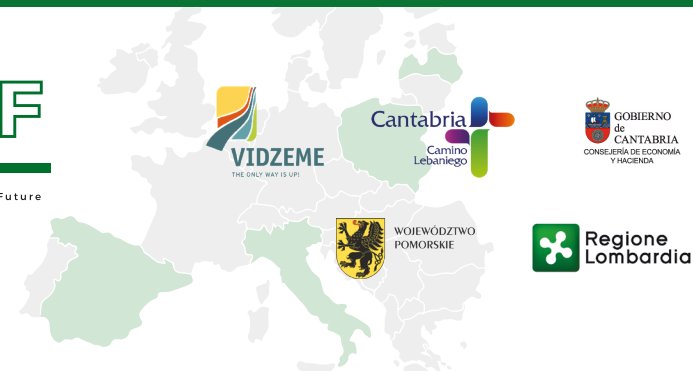 F
Future
VIDZEME
THE ONLY WAY IS UP!
Cantabria
Camino
Lebaniego
GOBIERNO
de
CANTABRIA
CONSEJERÍA DE ECONOMÍA
Y HACIENDA
WOJEWÓDZTWO
POMORSKIE
Regione
Lombardia